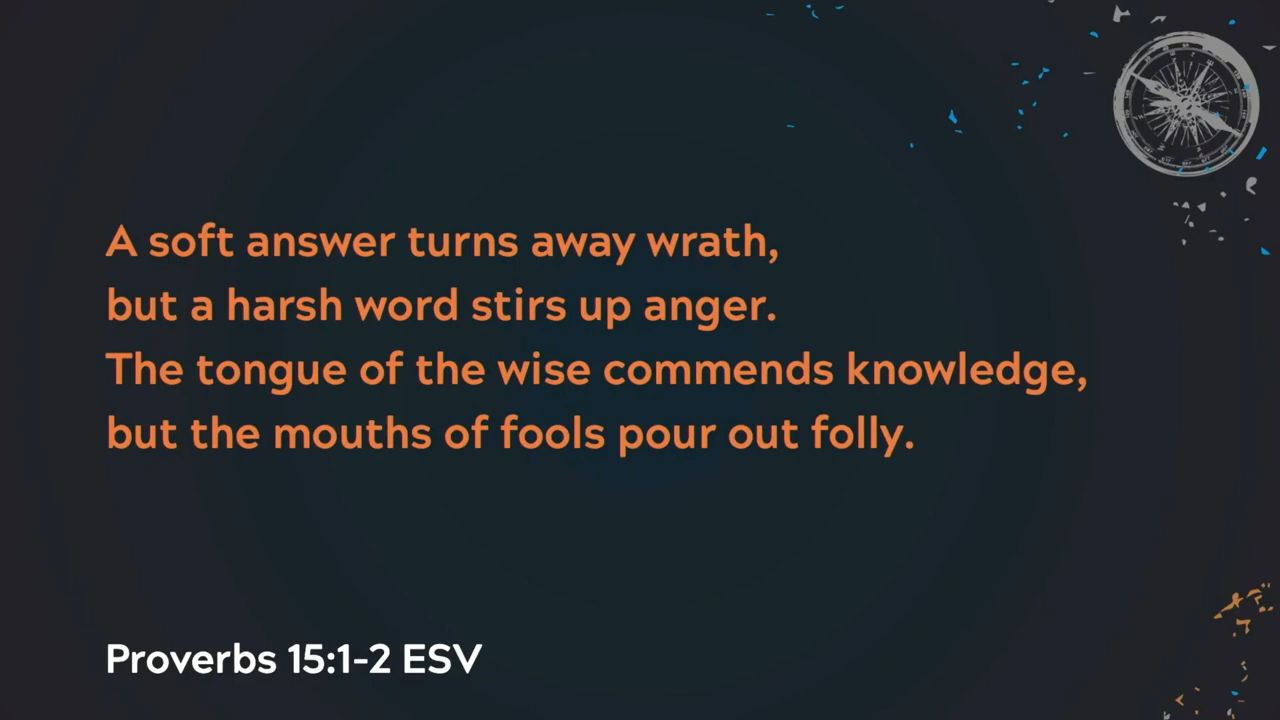 A soft answer turns away wrath,
but a harsh word stirs up anger.
The tongue of the wise commends knowledge,
but the mouths of fools pour out folly.
Proverbs 15:1-2 ESV